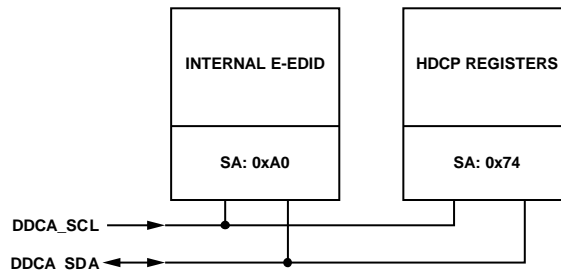 INTERNAL E-EDID
HDCP REGISTERS
SA: 0xA0
SA: 0x74
DDCA_SCL
DDCA_SDA